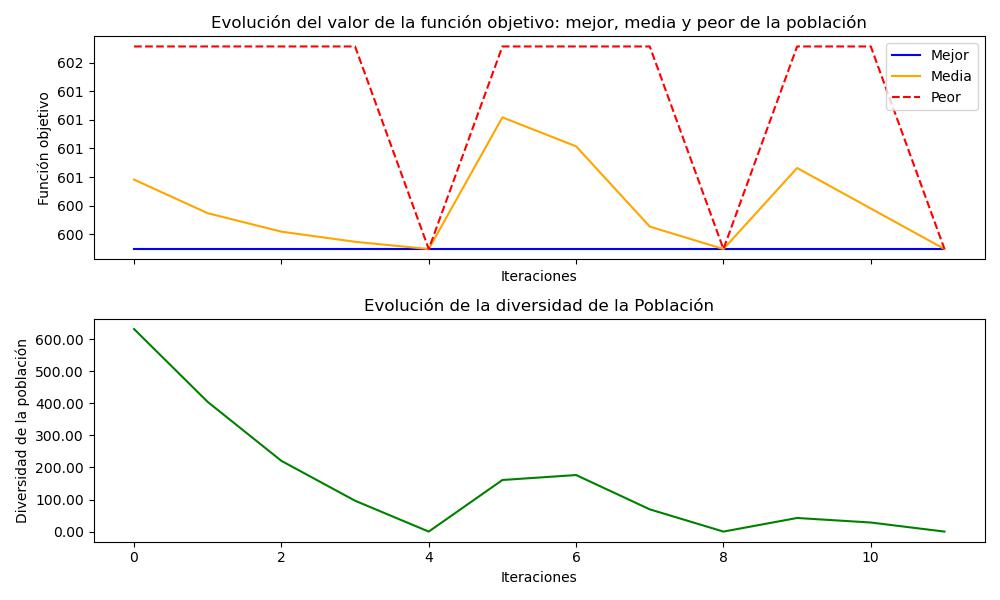 Evolución del valor de la función objetivo: mejor, media y peor de la población
Función objetivo
602
601
601
601
601
600
600
Mejor
Media
Peor
Iteraciones
Evolución de la diversidad de la Población
Diversidad de la población
600.00
500.00
400.00
300.00
200.00
100.00
0.00
0 2 4 6 8 10
Iteraciones